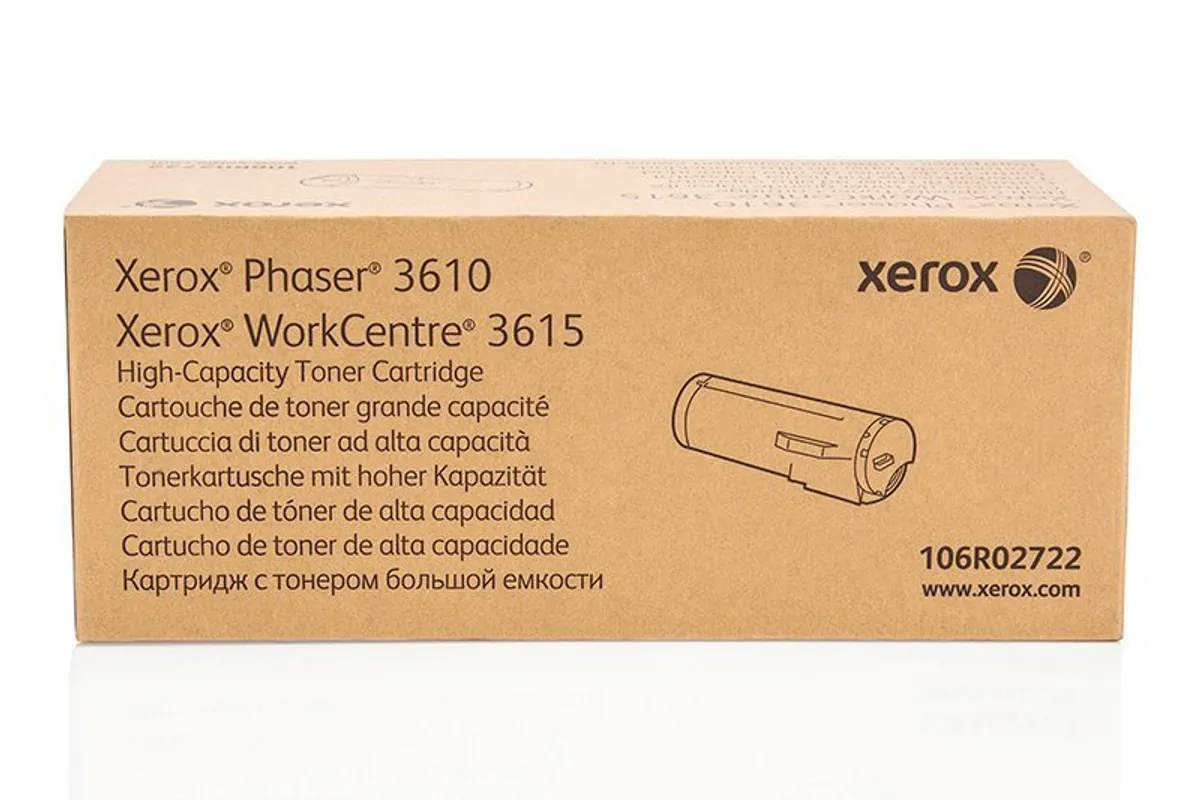 xerox
Xerox® Phaser® 3610
Xerox® WorkCentre® 3615
High-Capacity Toner Cartridge
Cartouche de toner grande capacité
Cartuccia di toner ad alta capacità
Tonerkartusche mit hoher Kapazität
Cartucho de tóner de alta capacidad
Cartucho de toner de alta capacidade
Картридж с тонером большой емкости
xerox ®
106R02722
www.xerox.com